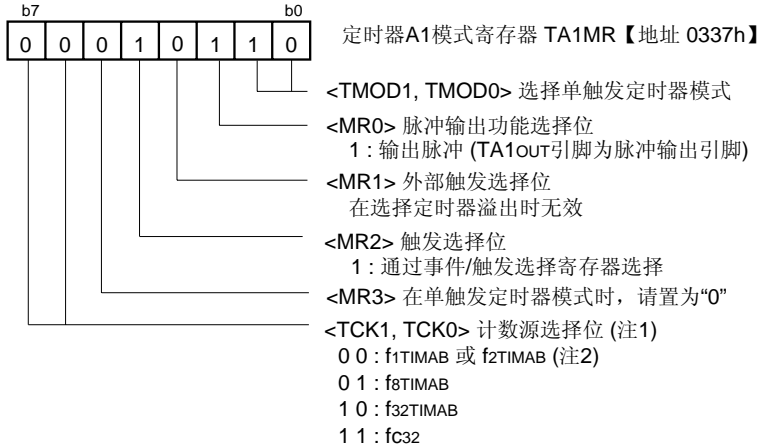 b7 b0
0 0 0 1 0 1 1 0
定时器A1模式寄存器 TA1MR【地址 0337h】
<TMOD1, TMOD0> 选择单触发定时器模式
<MR0> 脉冲输出功能选择位
1 : 输出脉冲 (TA1OUT引脚为脉冲输出引脚)
<MR1> 外部触发选择位
在选择定时器溢出时无效
<MR2> 触发选择位
1 : 通过事件/触发选择寄存器选择
<MR3> 在单触发定时器模式时，请置为“0”
<TCK1, TCK0> 计数源选择位 (注1)
0 0 : f1TIMAB 或 f2TIMAB (注2)
0 1 : f8TIMAB
1 0 : f32TIMAB
1 1 : fC32